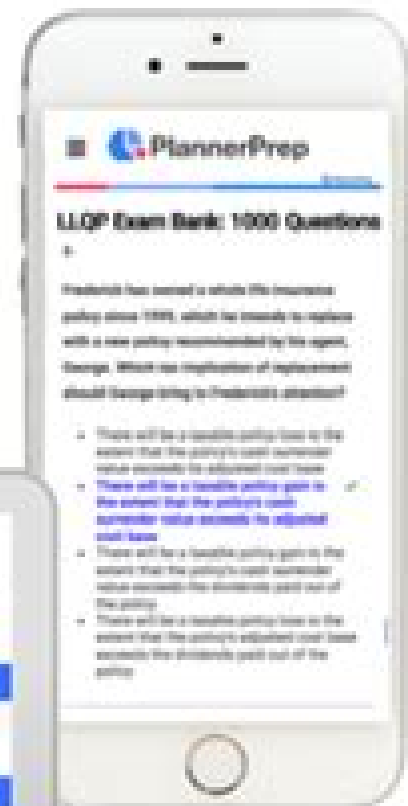 PlannerPrep
LLQP Exam Bank: 1000 Questions
Frederick has owned a whole life insurance
policy since 1995, which he intends to replace
with a new policy recommended by his agent,
George. Which tax implication of replacement
should George bring to Frederick's attention?
• There will be a taxable policy loss to the
extent that the policy's cash surrender
value exceeds its adjusted cost base
• There will be a taxable policy gain to
the extent that the policy's cash
surrender value exceeds its adjusted
cost base
• There will be a taxable policy gain to the
extent that the policy's cash surrender
value exceeds the dividends paid out of
the policy
• There will be a taxable policy loss to the
extent that the policy's adjusted cost base
exceeds the dividends paid out of the
policy